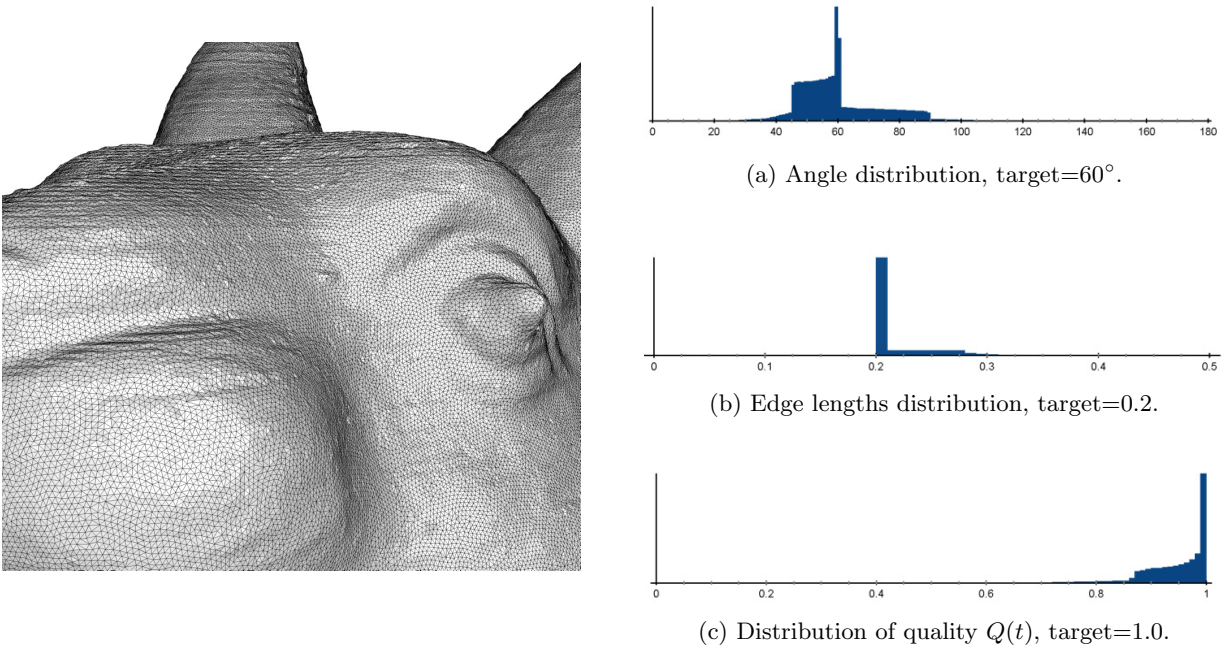 0 20 40 60 80 100 120 140 160 180
(a) Angle distribution, target=60°.
0 0.1 0.2 0.3 0.4 0.5
(b) Edge lengths distribution, target=0.2.
0 0.2 0.4 0.6 0.8 1
(c) Distribution of quality Q(t), target=1.0.